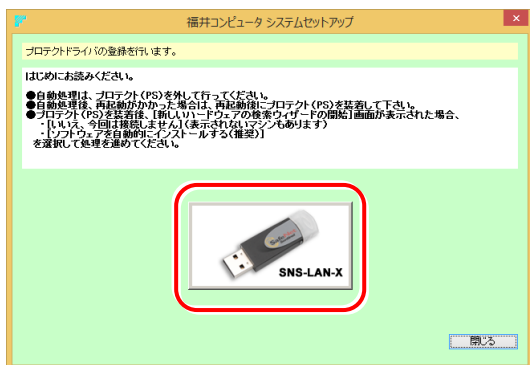 福井コンピュータ システムセットアップ
プロテクトドライバの登録を行います。
はじめにお読みください。
●自動処理は、プロテクト(PS)を外して行ってください。
●自動処理後、再起動がかかった場合は、再起動後にプロテクト(PS)を装着して下さい。
●プロテクト(PS)を装着後、[新しいハードウェアの検索ウィザードの開始]画面が表示された場合、
・[いいえ、今回は接続しません](表示されないマシンもあります)
・[ソフトウェアを自動的にインストールする(推奨)]
を選択して処理を進めてください。
SNS-LAN-X
閉じる